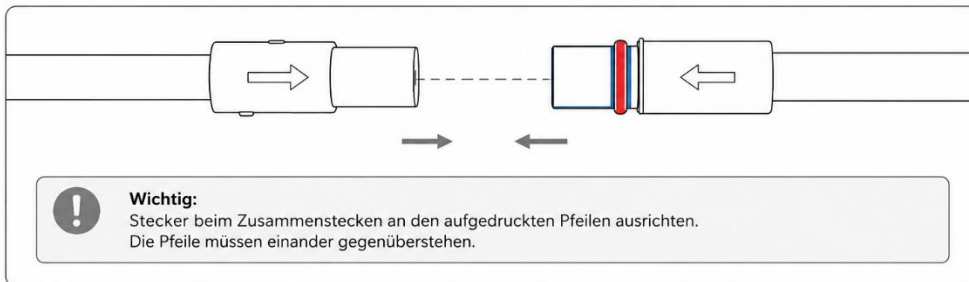 Wichtig:
Stecker beim Zusammenstecken an den aufgedruckten Pfeilen ausrichten.
Die Pfeile müssen einander gegenüberstehen.